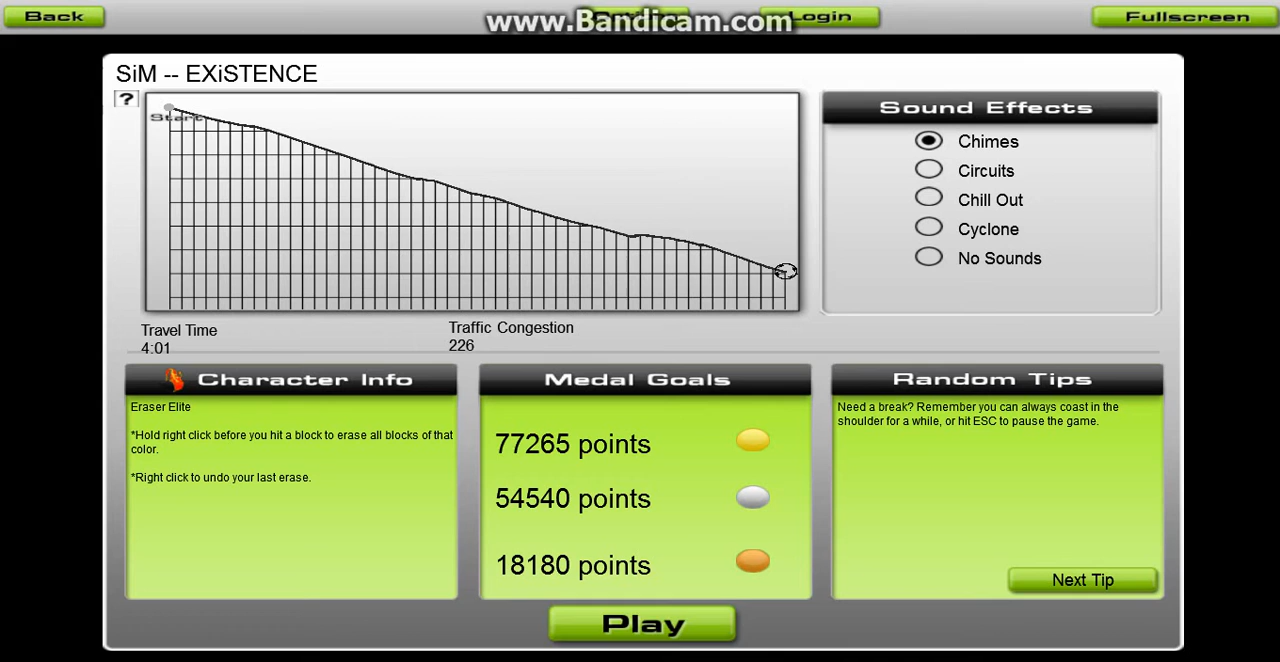 Back
www.Bandicam.com
Login
Fullscreen
SiM -- EXiSTENCE
?
Start
Sound Effects
Chimes
Circuits
Chill Out
Cyclone
No Sounds
Travel Time
4:01
Traffic Congestion
226
Character Info
Eraser Elite
*Hold right click before you hit a block to erase all blocks of that
color.
*Right click to undo your last erase.
Medal Goals
77265 points
54540 points
18180 points
Random Tips
Need a break? Remember you can always coast in the
shoulder for a while, or hit ESC to pause the game.
Next Tip
Play